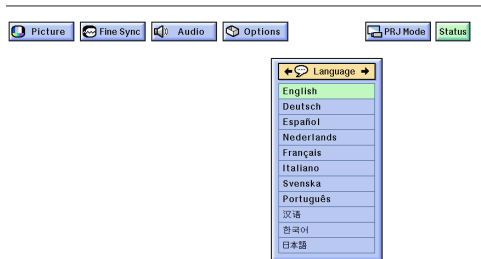 Picture Fine Sync Audio Options PRJ Mode Status
Language
English
Deutsch
Español
Nederlands
Français
Italiano
Svenska
Português
汉语
한국어
日本語